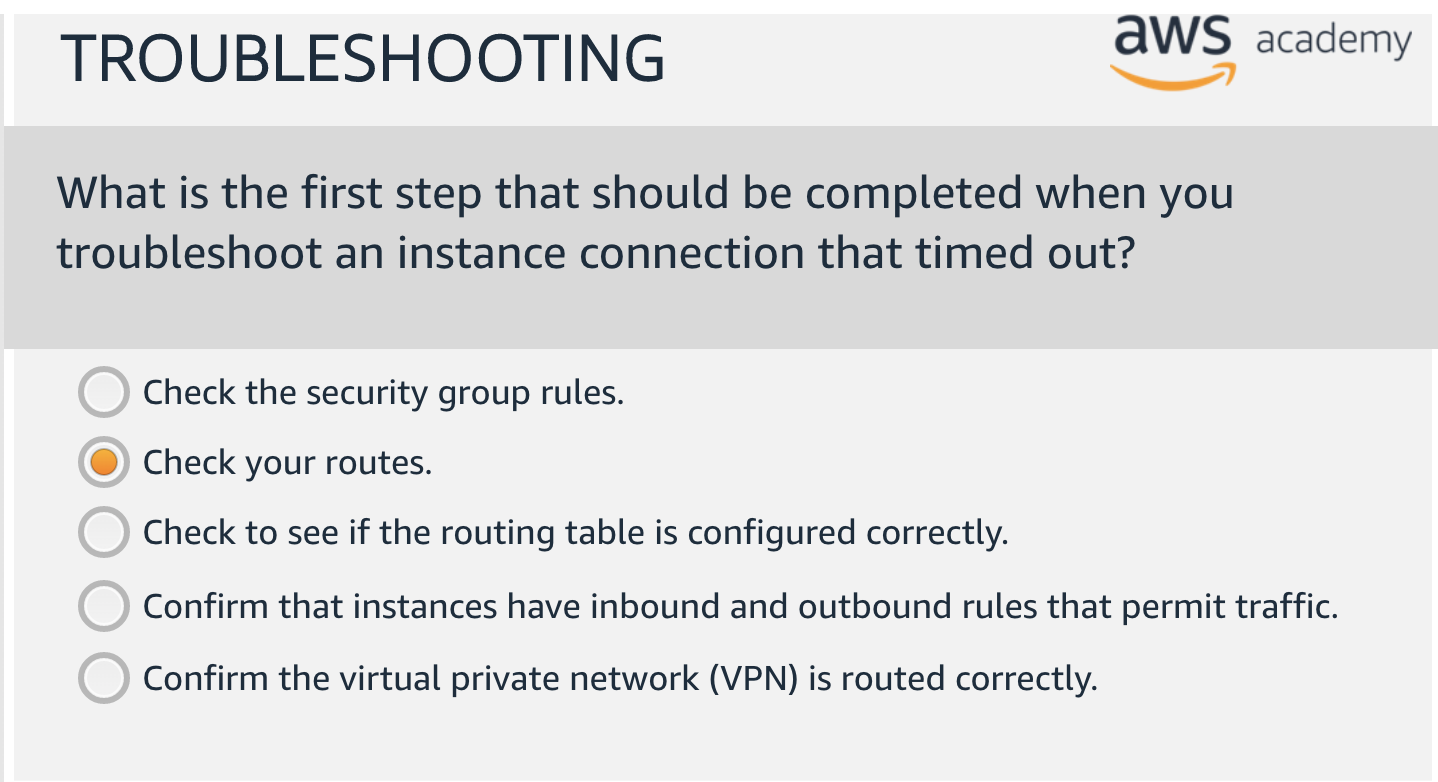 TROUBLESHOOTING
aws academy
What is the first step that should be completed when you
troubleshoot an instance connection that timed out?
Check the security group rules.
Check your routes.
Check to see if the routing table is configured correctly.
Confirm that instances have inbound and outbound rules that permit traffic.
Confirm the virtual private network (VPN) is routed correctly.